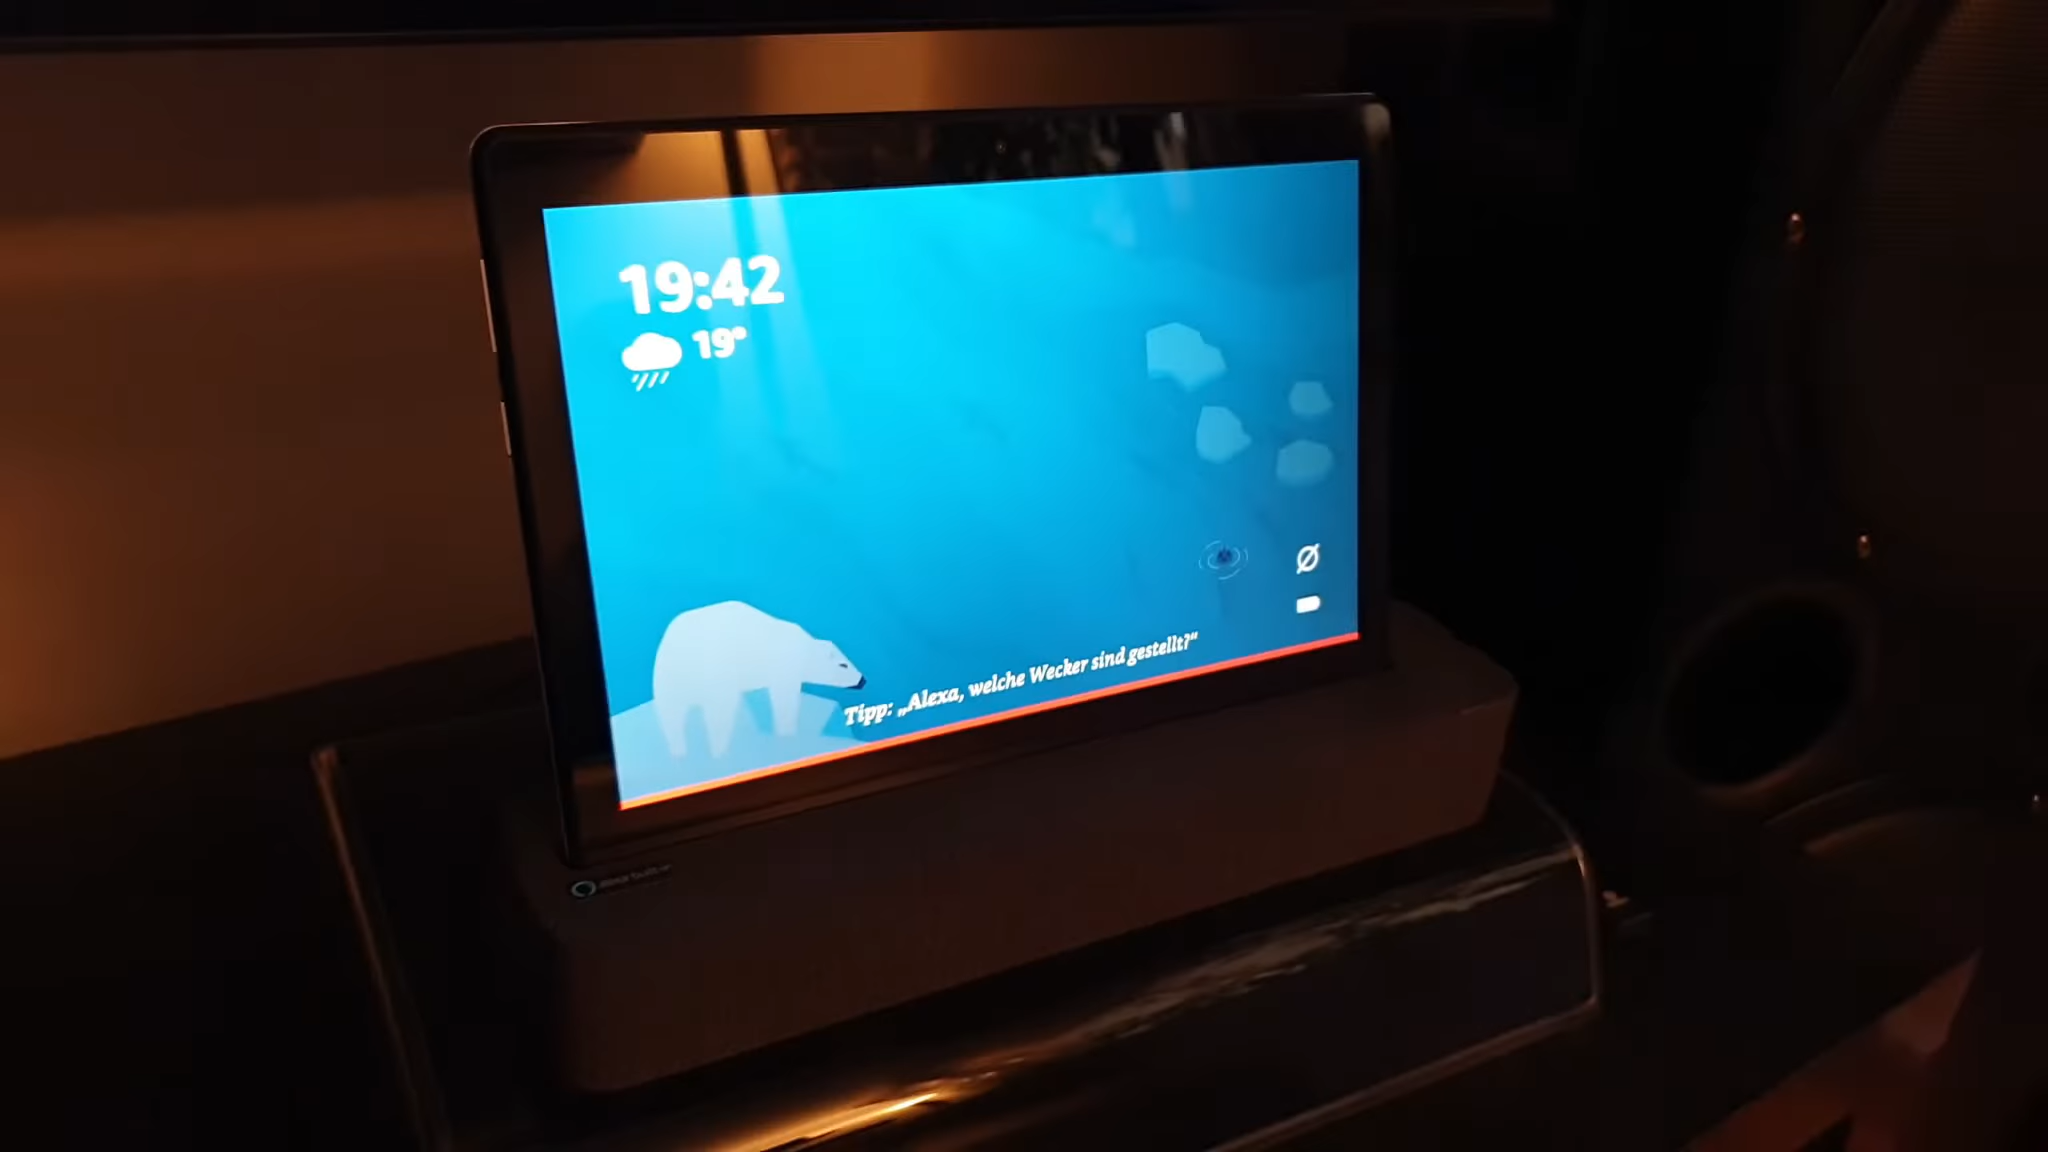 19:42
19°
Tipp: „Alexa, welche Wecker sind gestellt?“